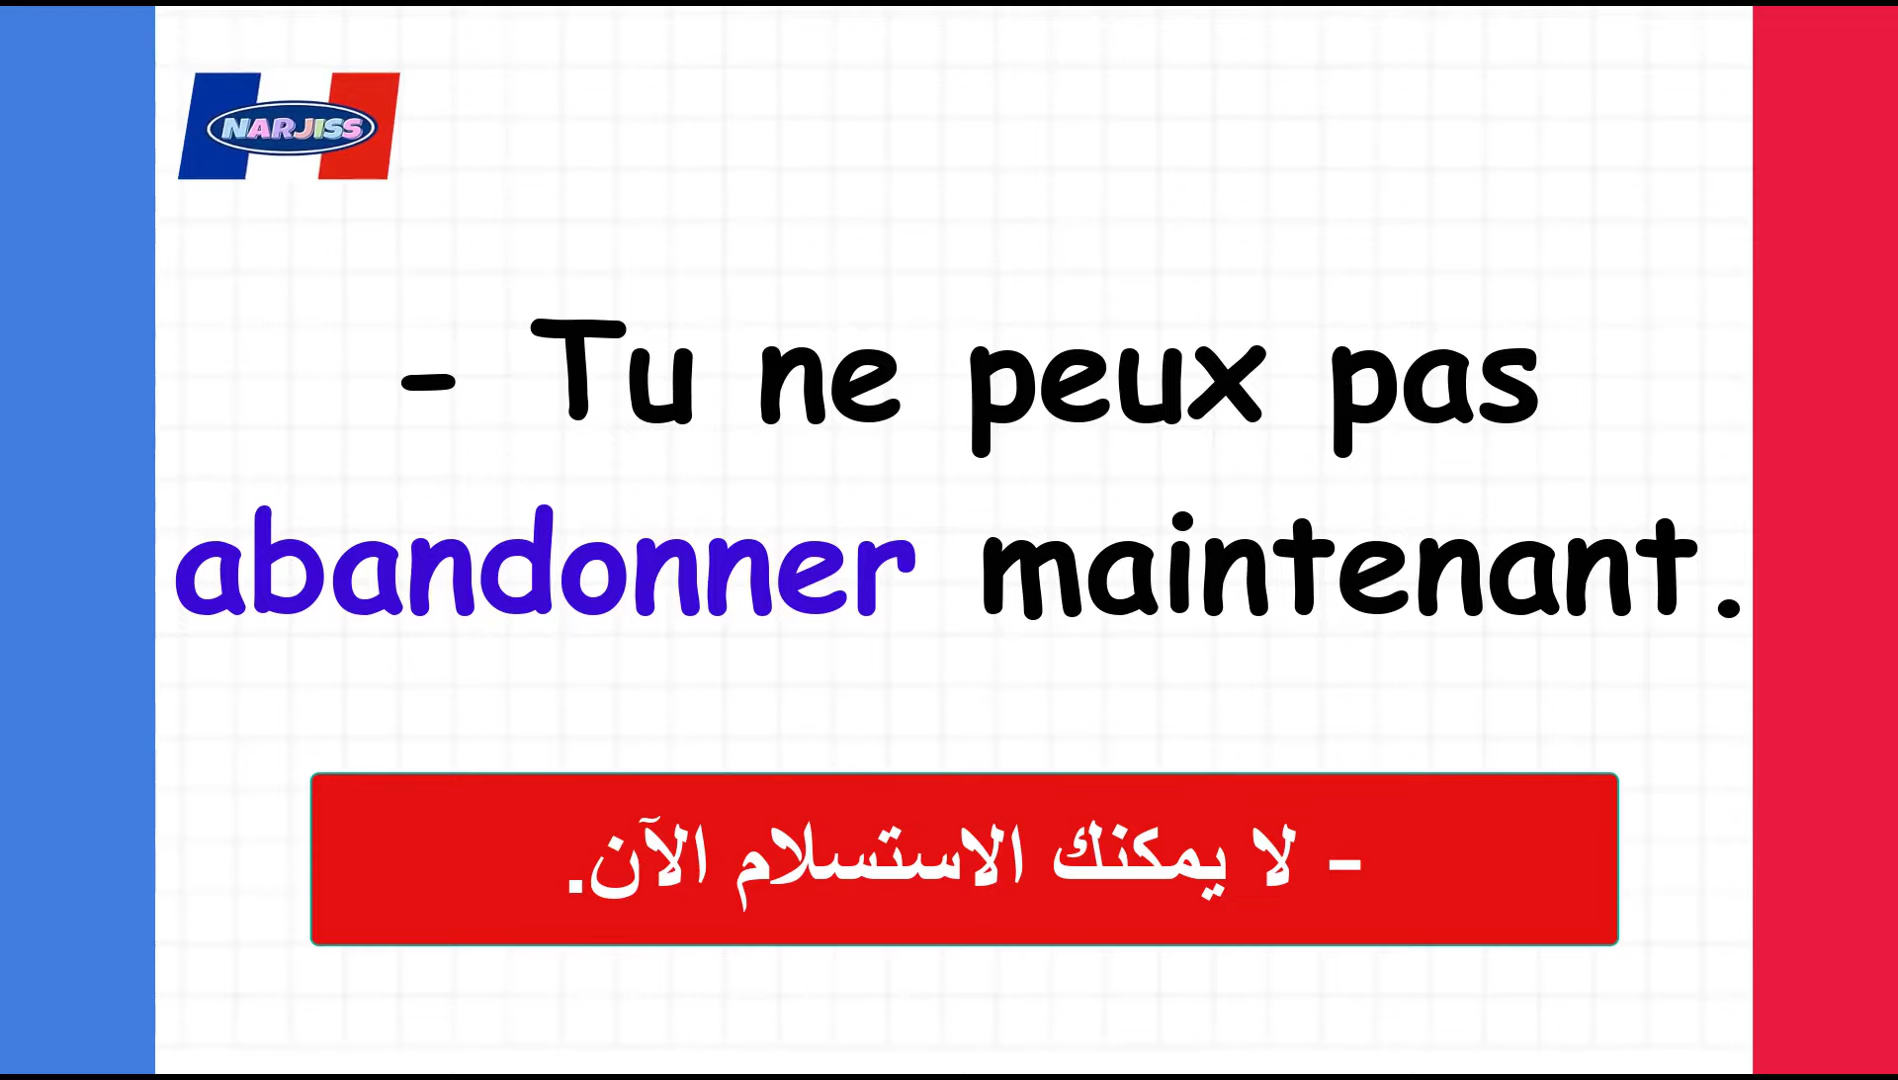 NARJISS
- Tu ne peux pas
abandonner maintenant.
- لا يمكنك الاستسلام الآن.